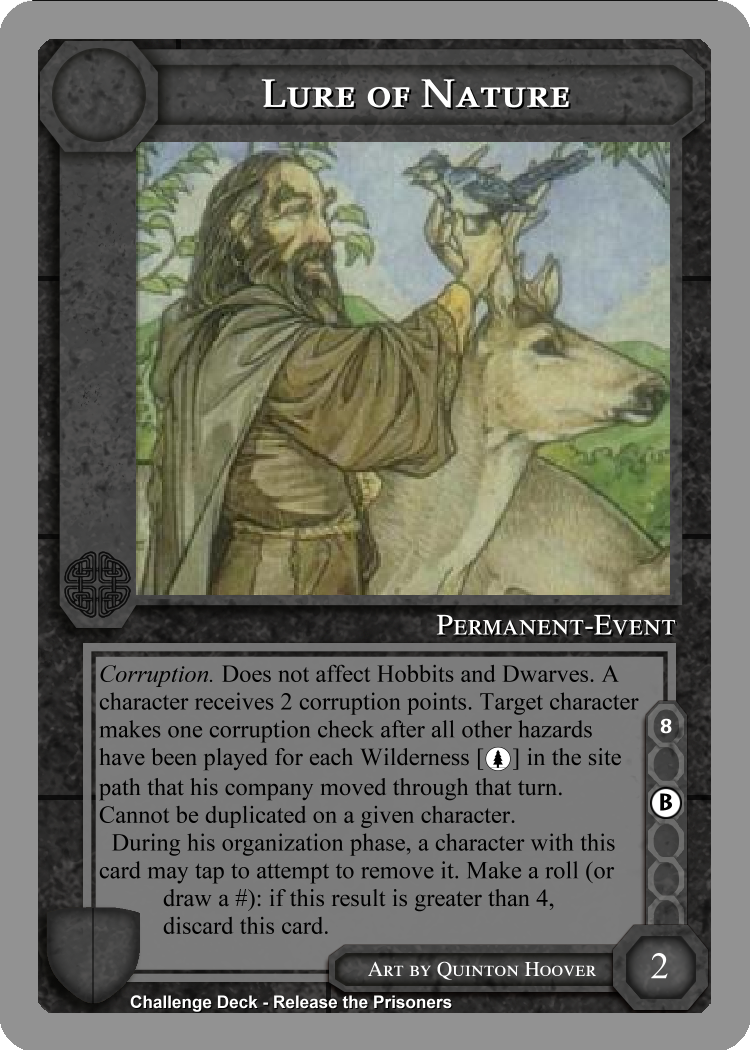 Lure of Nature
Permanent-Event
Corruption. Does not affect Hobbits and Dwarves. A
character receives 2 corruption points. Target character
makes one corruption check after all other hazards
have been played for each Wilderness [ ] in the site
path that his company moved through that turn.
Cannot be duplicated on a given character.
During his organization phase, a character with this
card may tap to attempt to remove it. Make a roll (or
draw a #): if this result is greater than 4,
discard this card.
8
B
Art by Quinton Hoover
2
Challenge Deck - Release the Prisoners